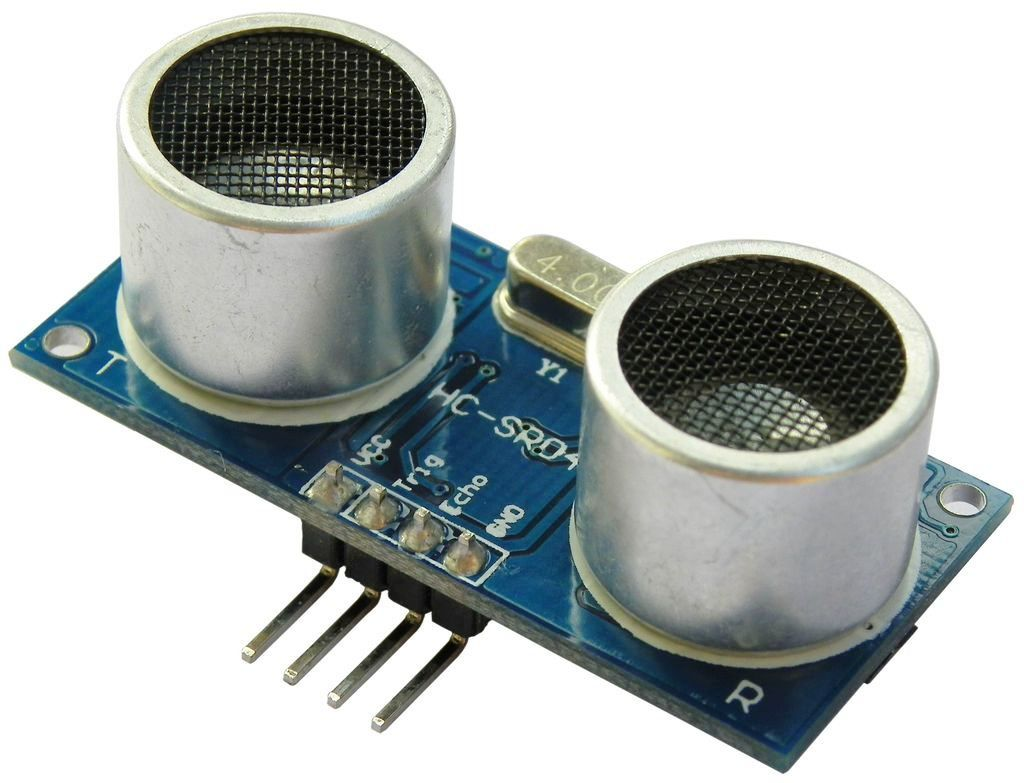 4.00
T
Y1
HC-SR04
Vcc
Trig
Echo
GND
R